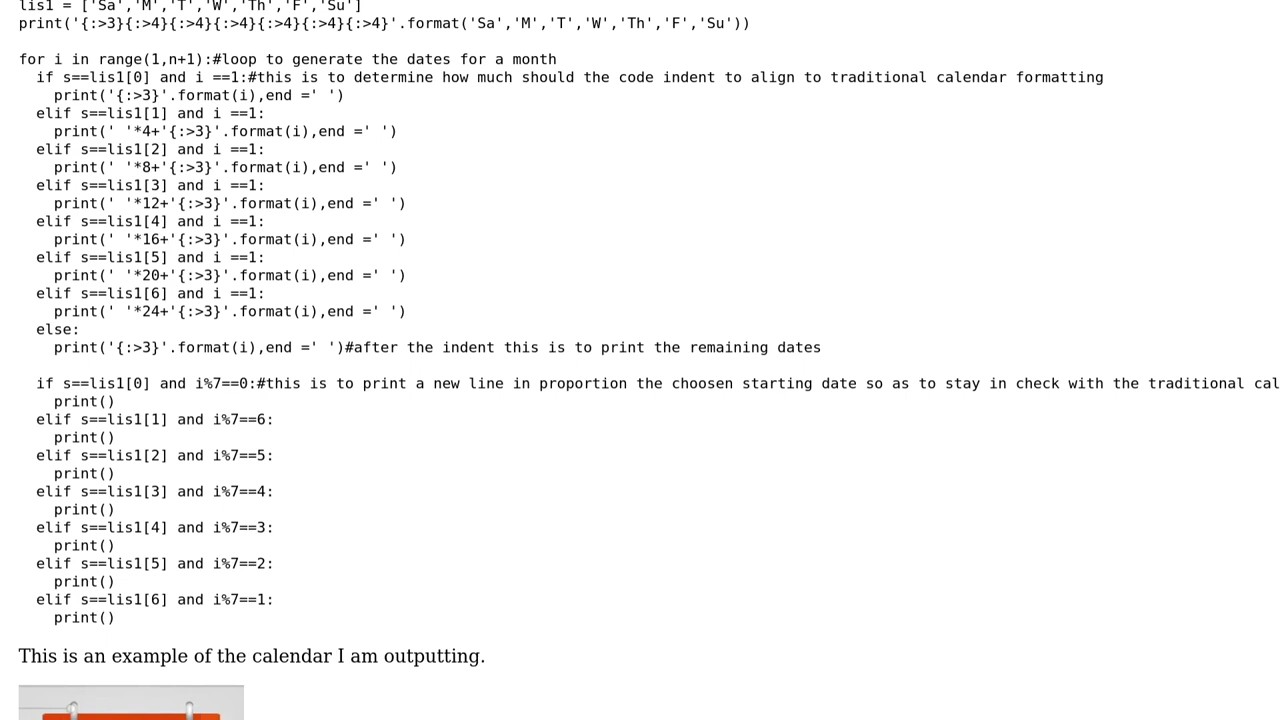 lis1 = ['Sa','M','T','W','Th','F','Su']
print('{:>3}{:>4}{:>4}{:>4}{:>4}{:>4}{:>4}'.format('Sa','M','T','W','Th','F','Su'))
for i in range(1,n+1):#loop to generate the dates for a month
  if s==lis1[0] and i ==1:#this is to determine how much should the code indent to align to traditional calendar formatting
    print('{:>3}'.format(i),end =' ')
  elif s==lis1[1] and i ==1:
    print(' '*4+'{:>3}'.format(i),end =' ')
  elif s==lis1[2] and i ==1:
    print(' '*8+'{:>3}'.format(i),end =' ')
  elif s==lis1[3] and i ==1:
    print(' '*12+'{:>3}'.format(i),end =' ')
  elif s==lis1[4] and i ==1:
    print(' '*16+'{:>3}'.format(i),end =' ')
  elif s==lis1[5] and i ==1:
    print(' '*20+'{:>3}'.format(i),end =' ')
  elif s==lis1[6] and i ==1:
    print(' '*24+'{:>3}'.format(i),end =' ')
  else:
    print('{:>3}'.format(i),end =' ')#after the indent this is to print the remaining dates
  if s==lis1[0] and i%7==0:#this is to print a new line in proportion the choosen starting date so as to stay in check with the traditional cal
    print()
  elif s==lis1[1] and i%7==6:
    print()
  elif s==lis1[2] and i%7==5:
    print()
  elif s==lis1[3] and i%7==4:
    print()
  elif s==lis1[4] and i%7==3:
    print()
  elif s==lis1[5] and i%7==2:
    print()
  elif s==lis1[6] and i%7==1:
    print()
This is an example of the calendar I am outputting.